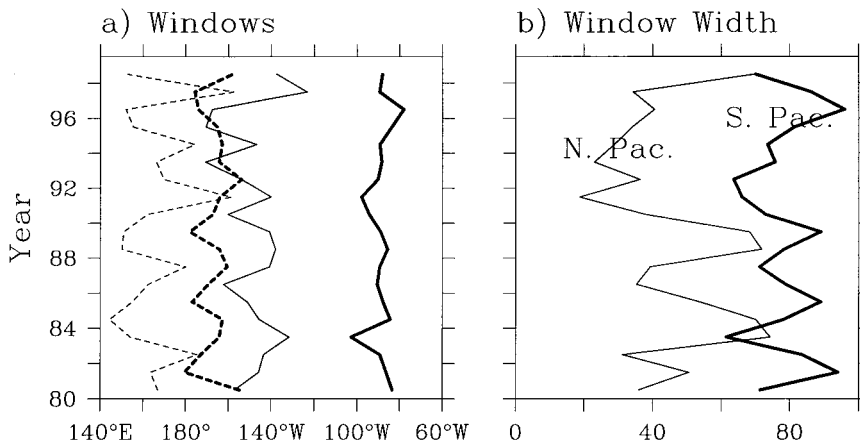 a) Windows
b) Window Width
Year
96
92
88
84
80
140°E 180° 140°W 100°W 60°W
S. Pac.
N. Pac.
0 40 80